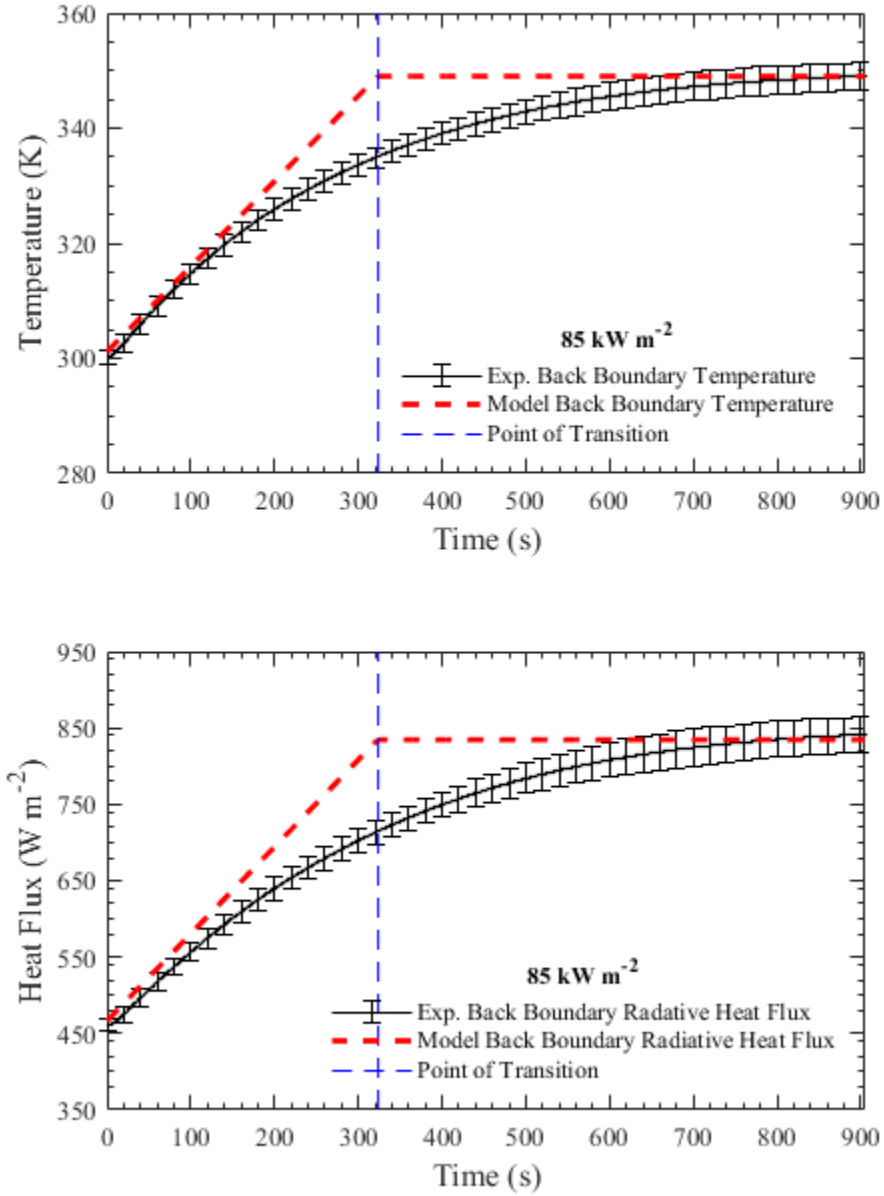 360
340
320
300
280
Temperature (K)
85 kW m-2
Exp. Back Boundary Temperature
Model Back Boundary Temperature
Point of Transition
0 100 200 300 400 500 600 700 800 900
Time (s)
950
850
750
650
550
450
350
Heat Flux (W m-2)
85 kW m-2
Exp. Back Boundary Radative Heat Flux
Model Back Boundary Radiative Heat Flux
Point of Transition
0 100 200 300 400 500 600 700 800 900
Time (s)